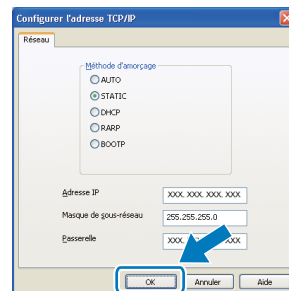 Configurer l'adresse TCP/IP
Réseau
Méthode d'amorçage
AUTO
STATIC
DHCP
RARP
BOOTP
Adresse IP XXX. XXX. XXX. XXX
Masque de sous-réseau 255.255.255.0
Passerelle XXX. XXX
OK Annuler Aide